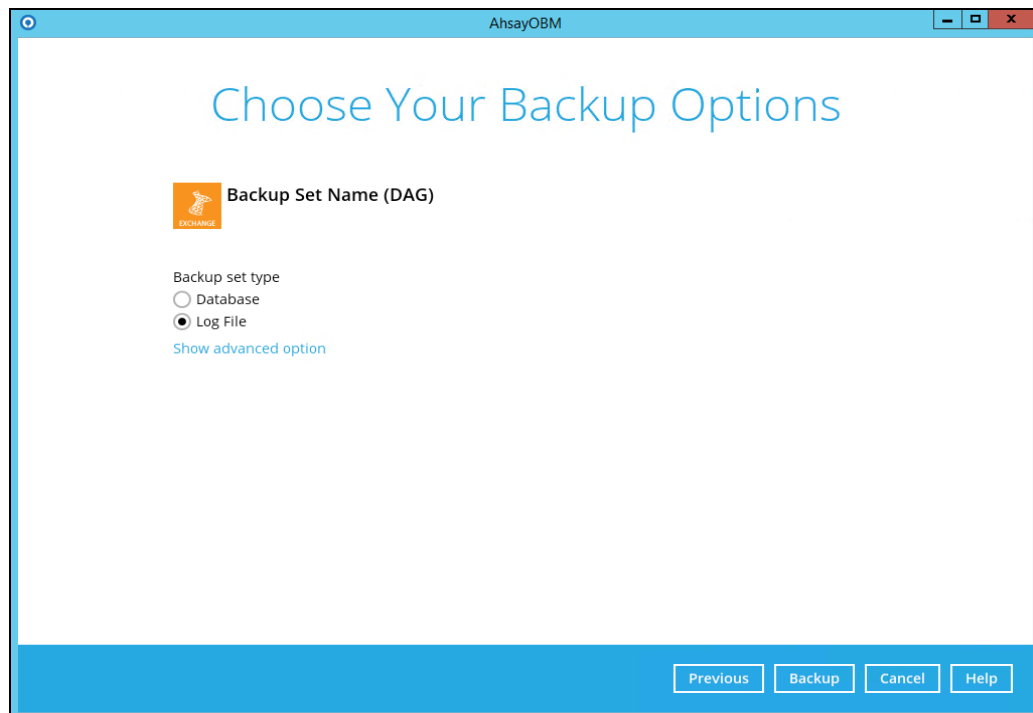 AhsayOBM
Choose Your Backup Options
Backup Set Name (DAG)
EXCHANGE
Backup set type
Database
Log File
Show advanced option
Previous Backup Cancel Help